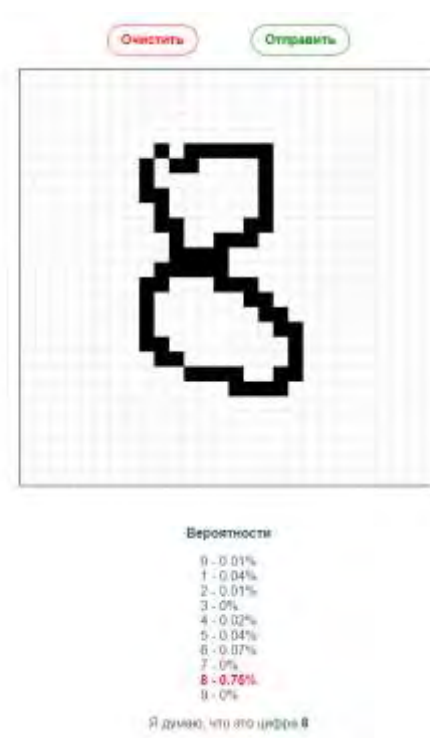 Очистить Отправить
Вероятности
0 - 0.01%
1 - 0.04%
2 - 0.01%
3 - 0%
4 - 0.02%
5 - 0.04%
6 - 0.07%
7 - 0%
8 - 0.76%
9 - 0%
Я думаю, что это цифра 8